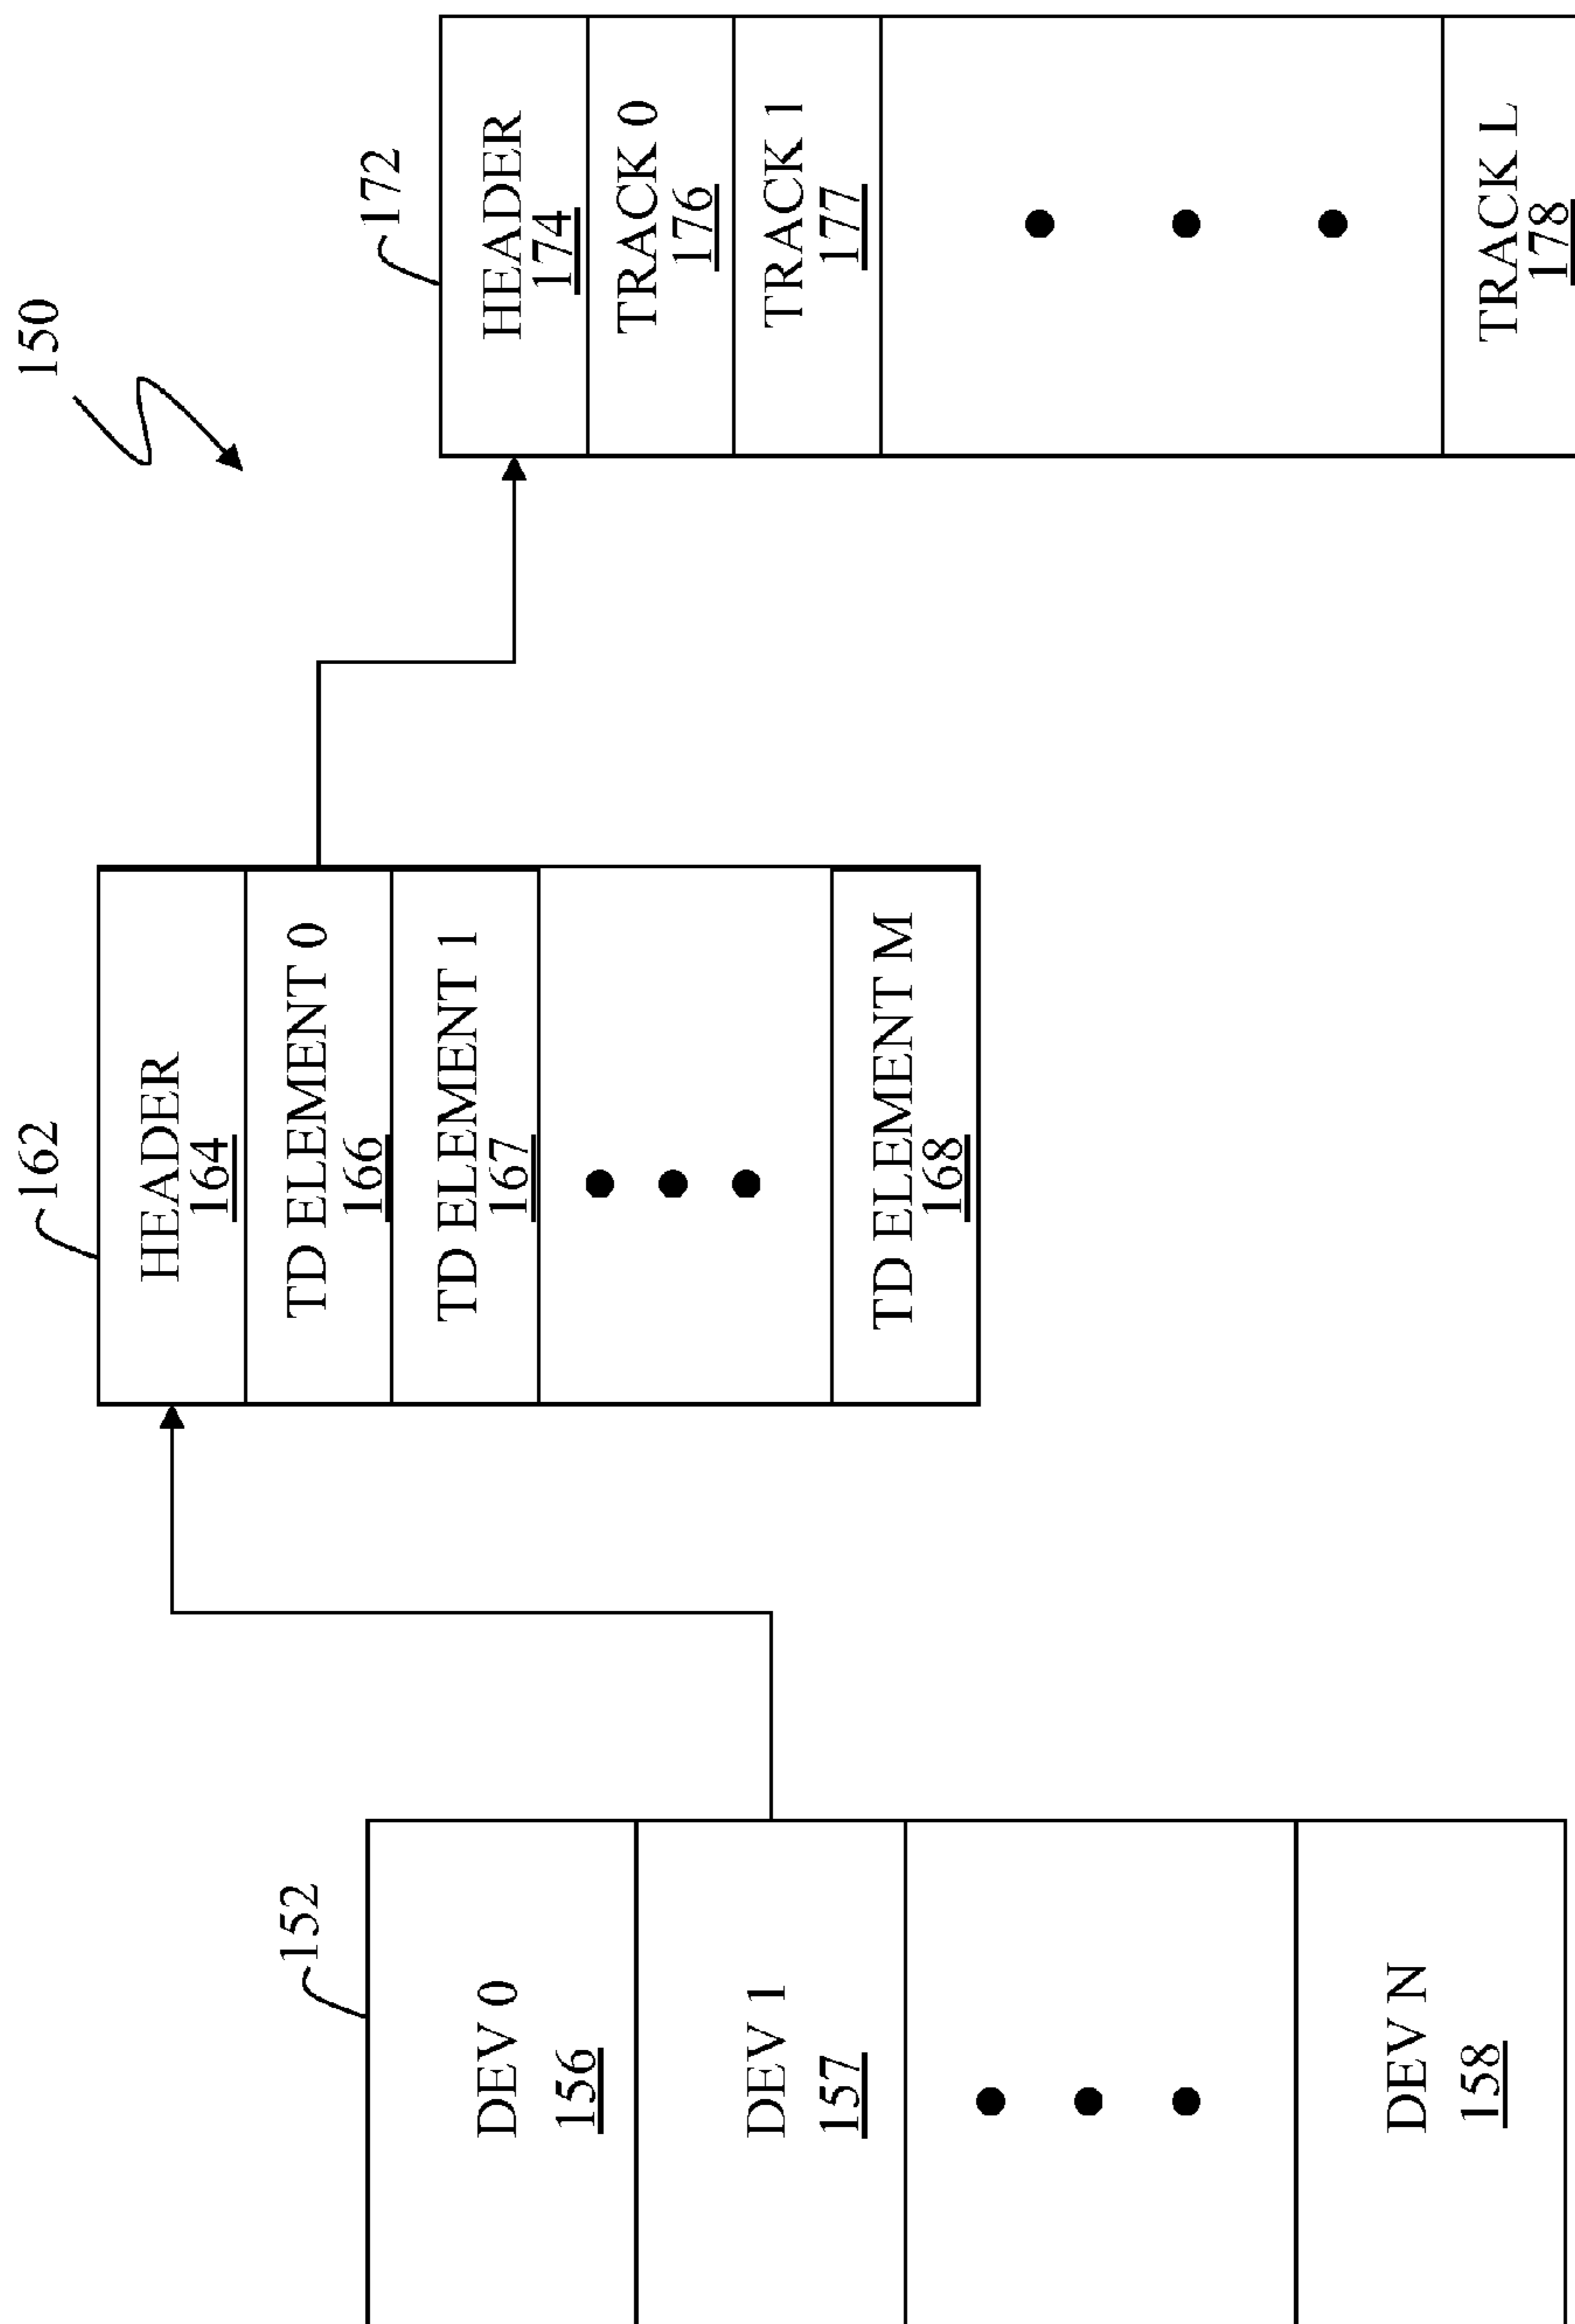 150
152
DEV 0
156
DEV 1
157
DEV N
158
162
HEADER
164
TD ELEMENT 0
166
TD ELEMENT 1
167
TD ELEMENT M
168
172
HEADER
174
TRACK 0
176
TRACK 1
177
TRACK L
178